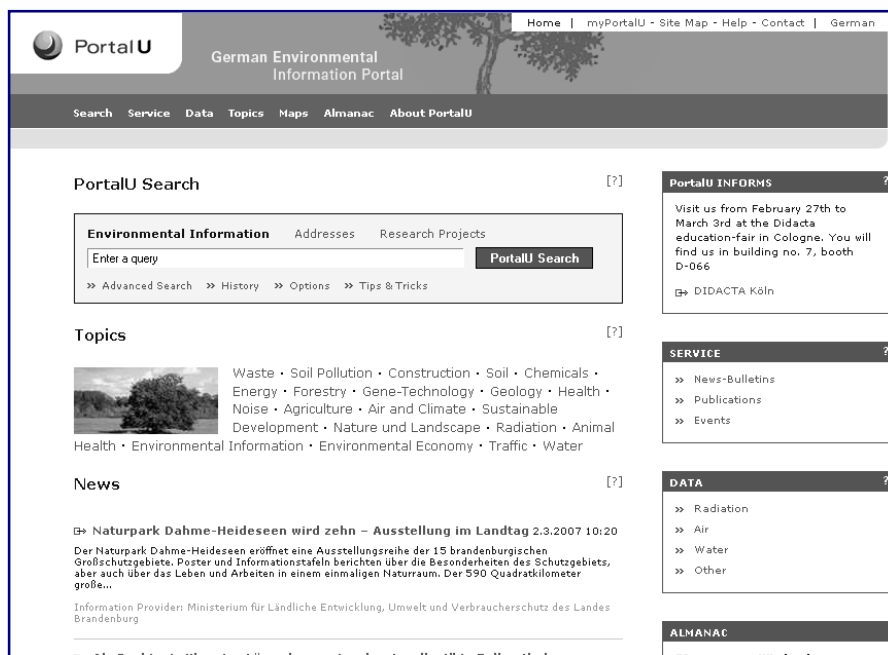 Home | myPortalU - Site Map - Help - Contact | German
PortalU
German Environmental
Information Portal
Search Service Data Topics Maps Almanac About PortalU
PortalU Search [?]
Environmental Information Addresses Research Projects
Enter a query PortalU Search
» Advanced Search » History » Options » Tips & Tricks
Topics [?]
Waste • Soil Pollution • Construction • Soil • Chemicals •
Energy • Forestry • Gene-Technology • Geology • Health •
Noise • Agriculture • Air and Climate • Sustainable
Development • Nature und Landscape • Radiation • Animal
Health • Environmental Information • Environmental Economy • Traffic • Water
News [?]
Naturpark Dahme-Heideseen wird zehn – Ausstellung im Landtag 2.3.2007 10:20
Der Naturpark Dahme-Heideseen eröffnet eine Ausstellungsreihe der 15 brandenburgischen
Großschutzgebiete. Poster und Informationstafeln berichten über die Besonderheiten des Schutzgebiets,
aber auch über das Leben und Arbeiten in einem einmaligen Naturraum. Der 590 Quadratkilometer
große...
Information Provider: Ministerium für Ländliche Entwicklung, Umwelt und Verbraucherschutz des Landes
Brandenburg
PortalU INFORMS ?
Visit us from February 27th to
March 3rd at the Didacta
education-fair in Cologne. You will
find us in building no. 7, booth
D-066
DIDACTA Köln
SERVICE ?
» News-Bulletins
» Publications
» Events
DATA ?
» Radiation
» Air
» Water
» Other
ALMANAC